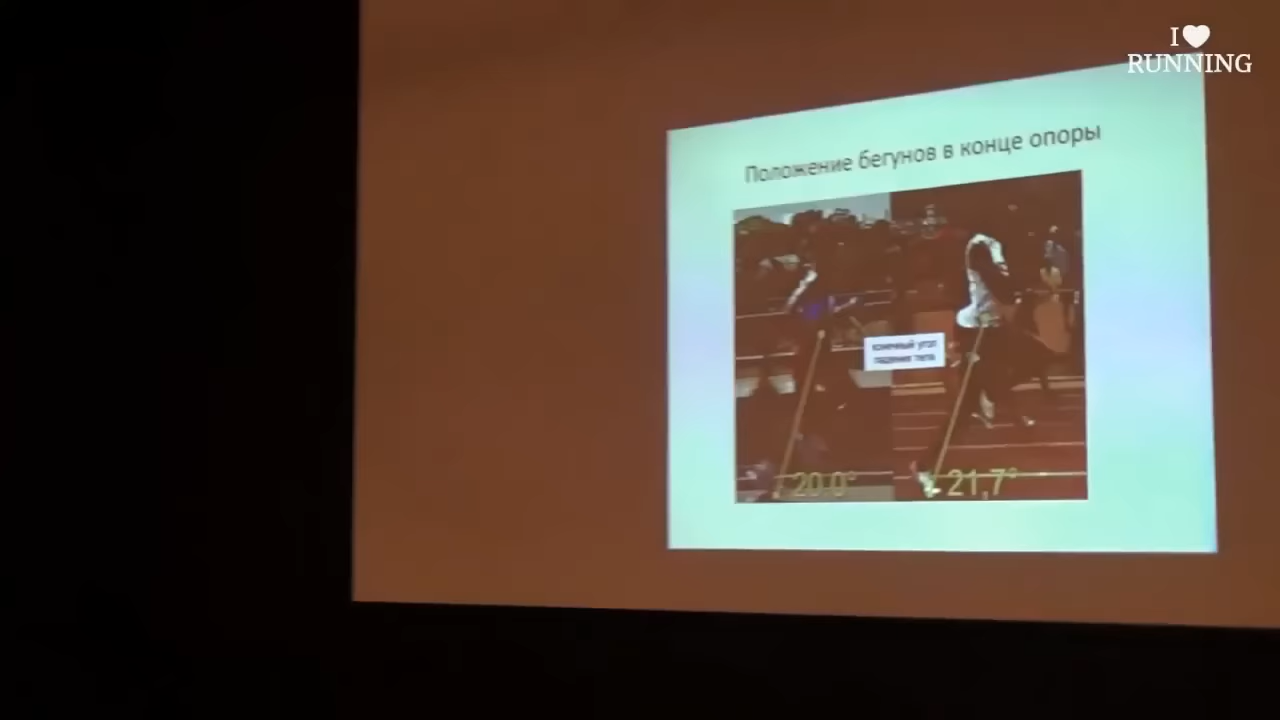 I
RUNNING
Положение бегунов в конце опоры
конечный угол
падения тела
20.0°
21,7°